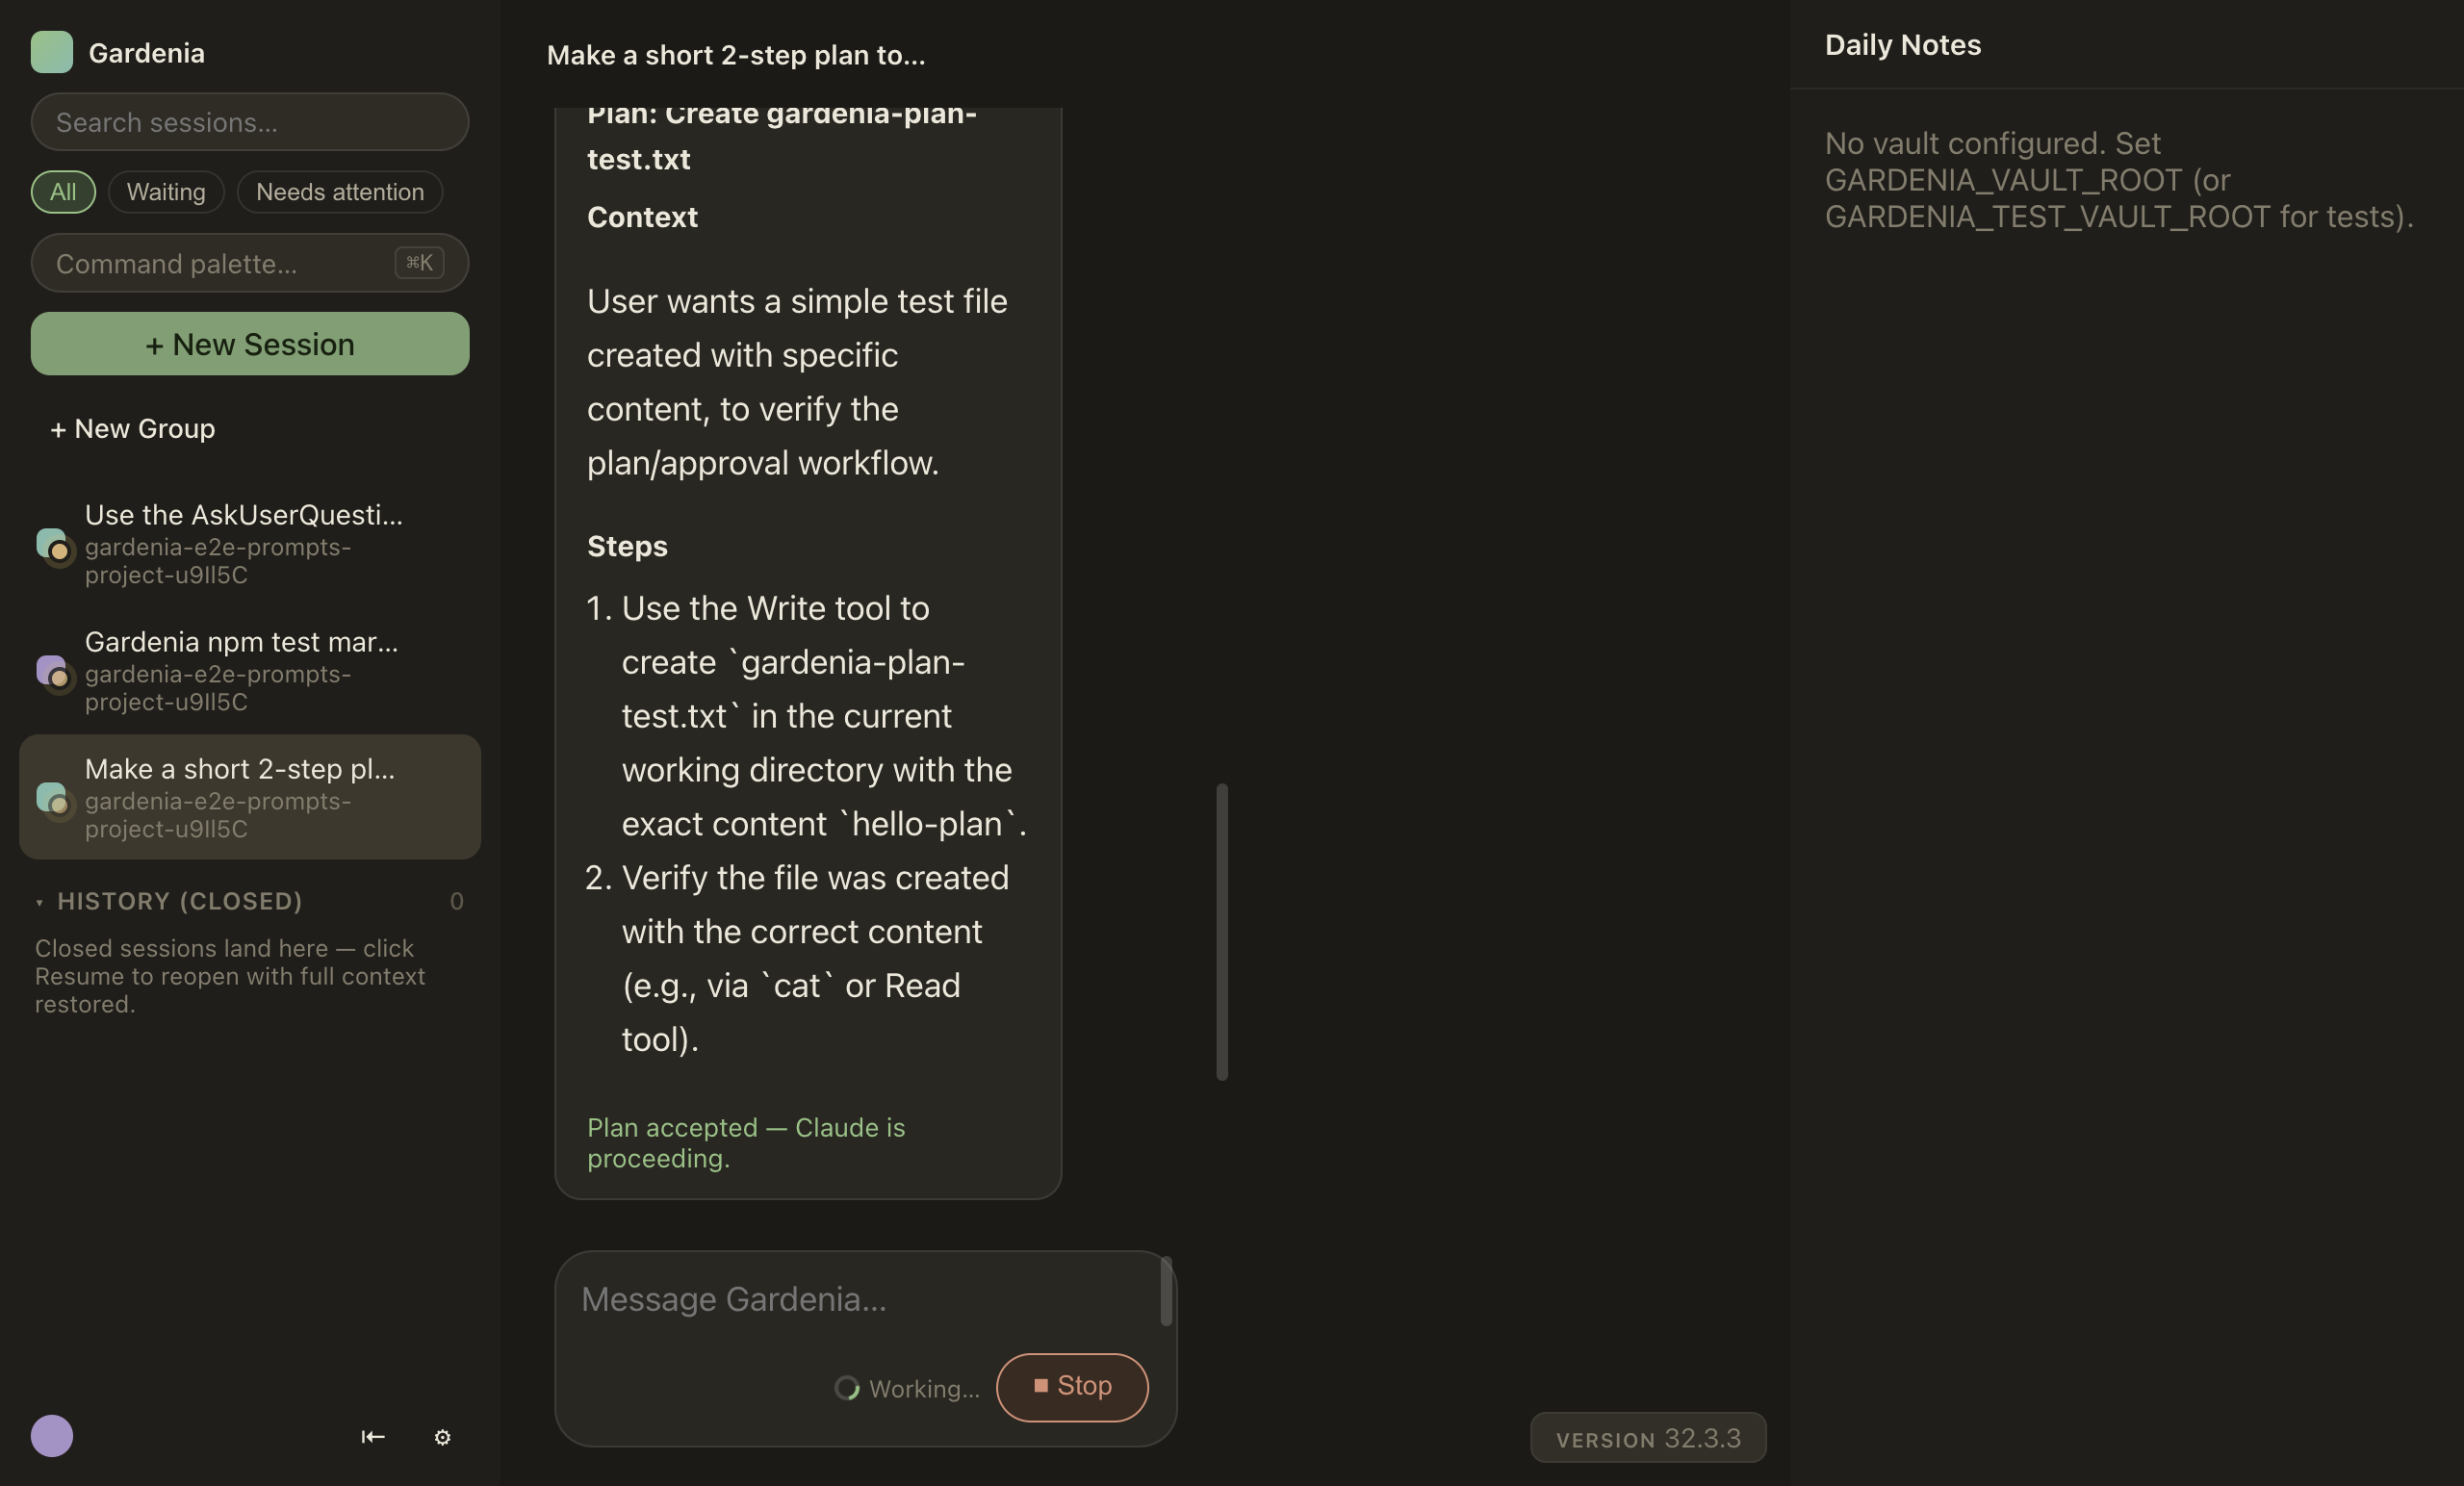 Gardenia
Search sessions...
All
Waiting
Needs attention
Command palette...
⌘K
+ New Session
+ New Group
Use the AskUserQuesti...
gardenia-e2e-prompts-
project-u9ll5C
Gardenia npm test mar...
gardenia-e2e-prompts-
project-u9ll5C
Make a short 2-step pl...
gardenia-e2e-prompts-
project-u9ll5C
HISTORY (CLOSED)
0
Closed sessions land here — click
Resume to reopen with full context
restored.
Make a short 2-step plan to...
Plan: Create gardenia-plan-
test.txt
Context
User wants a simple test file
created with specific
content, to verify the
plan/approval workflow.
Steps
1. Use the Write tool to
create `gardenia-plan-
test.txt` in the current
working directory with the
exact content `hello-plan`.
2. Verify the file was created
with the correct content
(e.g., via `cat` or Read
tool).
Plan accepted — Claude is
proceeding.
Message Gardenia...
Working...
Stop
VERSION 32.3.3
Daily Notes
No vault configured. Set
GARDENIA_VAULT_ROOT (or
GARDENIA_TEST_VAULT_ROOT for tests).